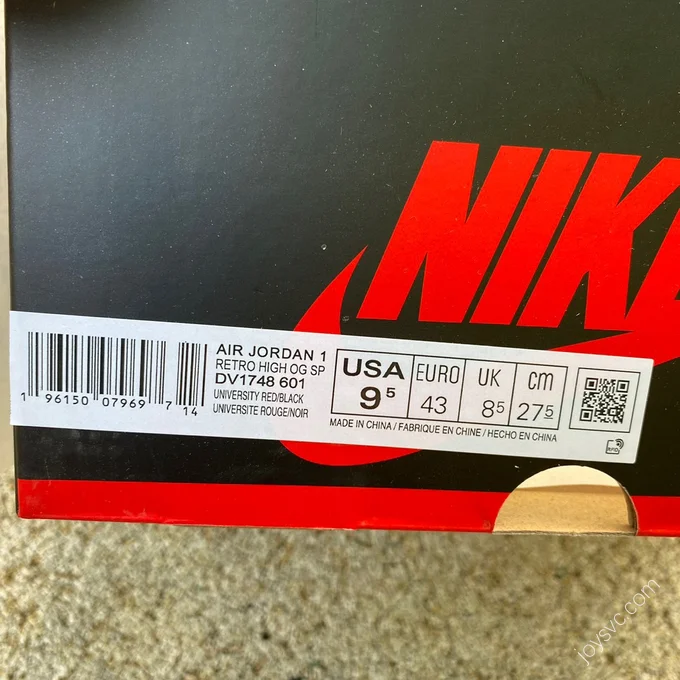 NIKE
AIR JORDAN 1
RETRO HIGH OG SP
DV1748 601
UNIVERSITY RED/BLACK
UNIVERSITE ROUGE/NOIR
1 96150 07969 7 14
USA
9⁵
EURO
43
UK
8⁵
cm
27⁵
MADE IN CHINA / FABRIQUE EN CHINE / HECHO EN CHINA
RFID
joysvc.com